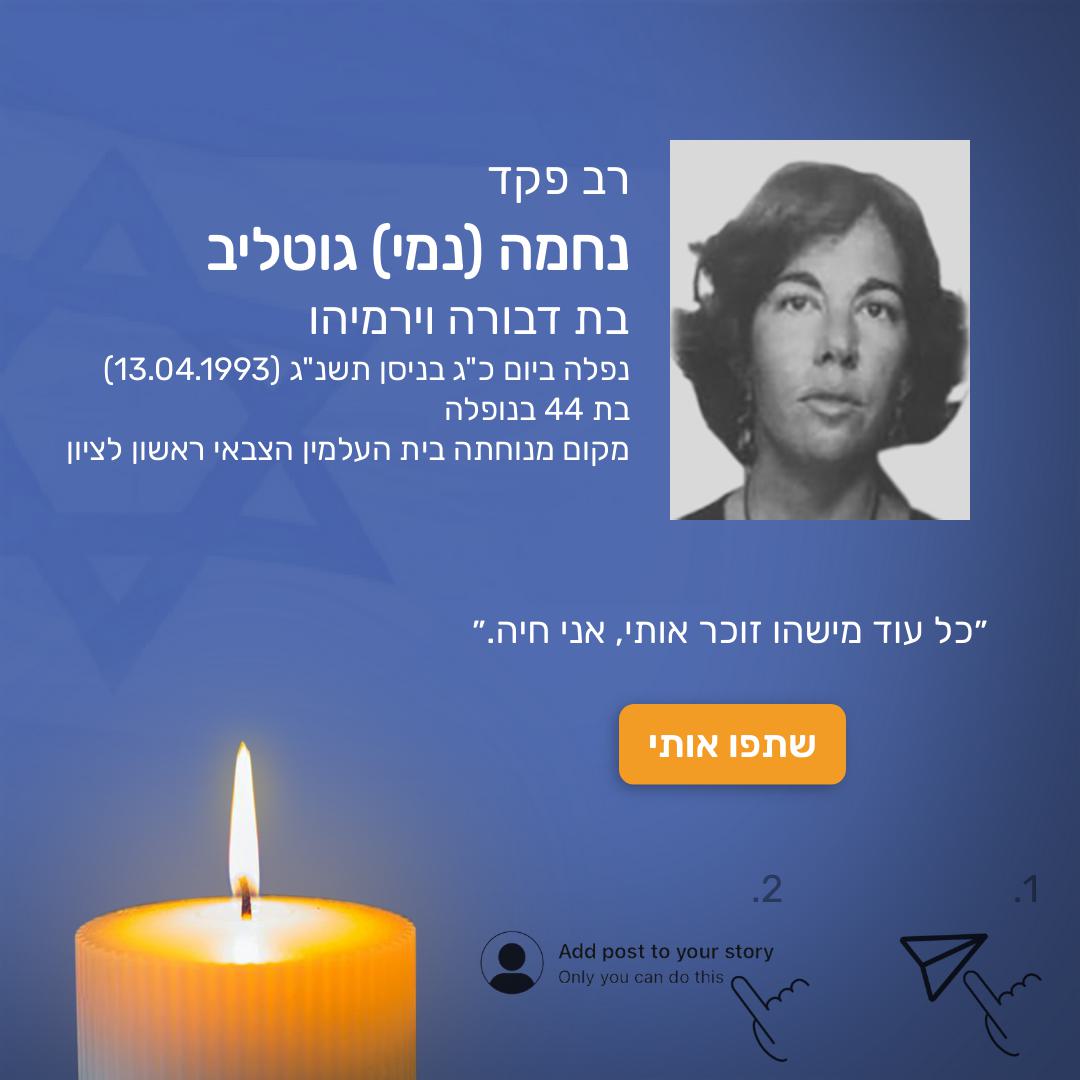 רב פקד
נחמה (נמי) גוטליב
בת דבורה וירמיהו
נפלה ביום כ"ג בניסן תשנ"ג (13.04.1993)
בת 44 בנופלה
מקום מנוחתה בית העלמין הצבאי ראשון לציון
״כל עוד מישהו זוכר אותי, אני חיה.״
שתפו אותי
1.
2.
Add post to your story
Only you can do this